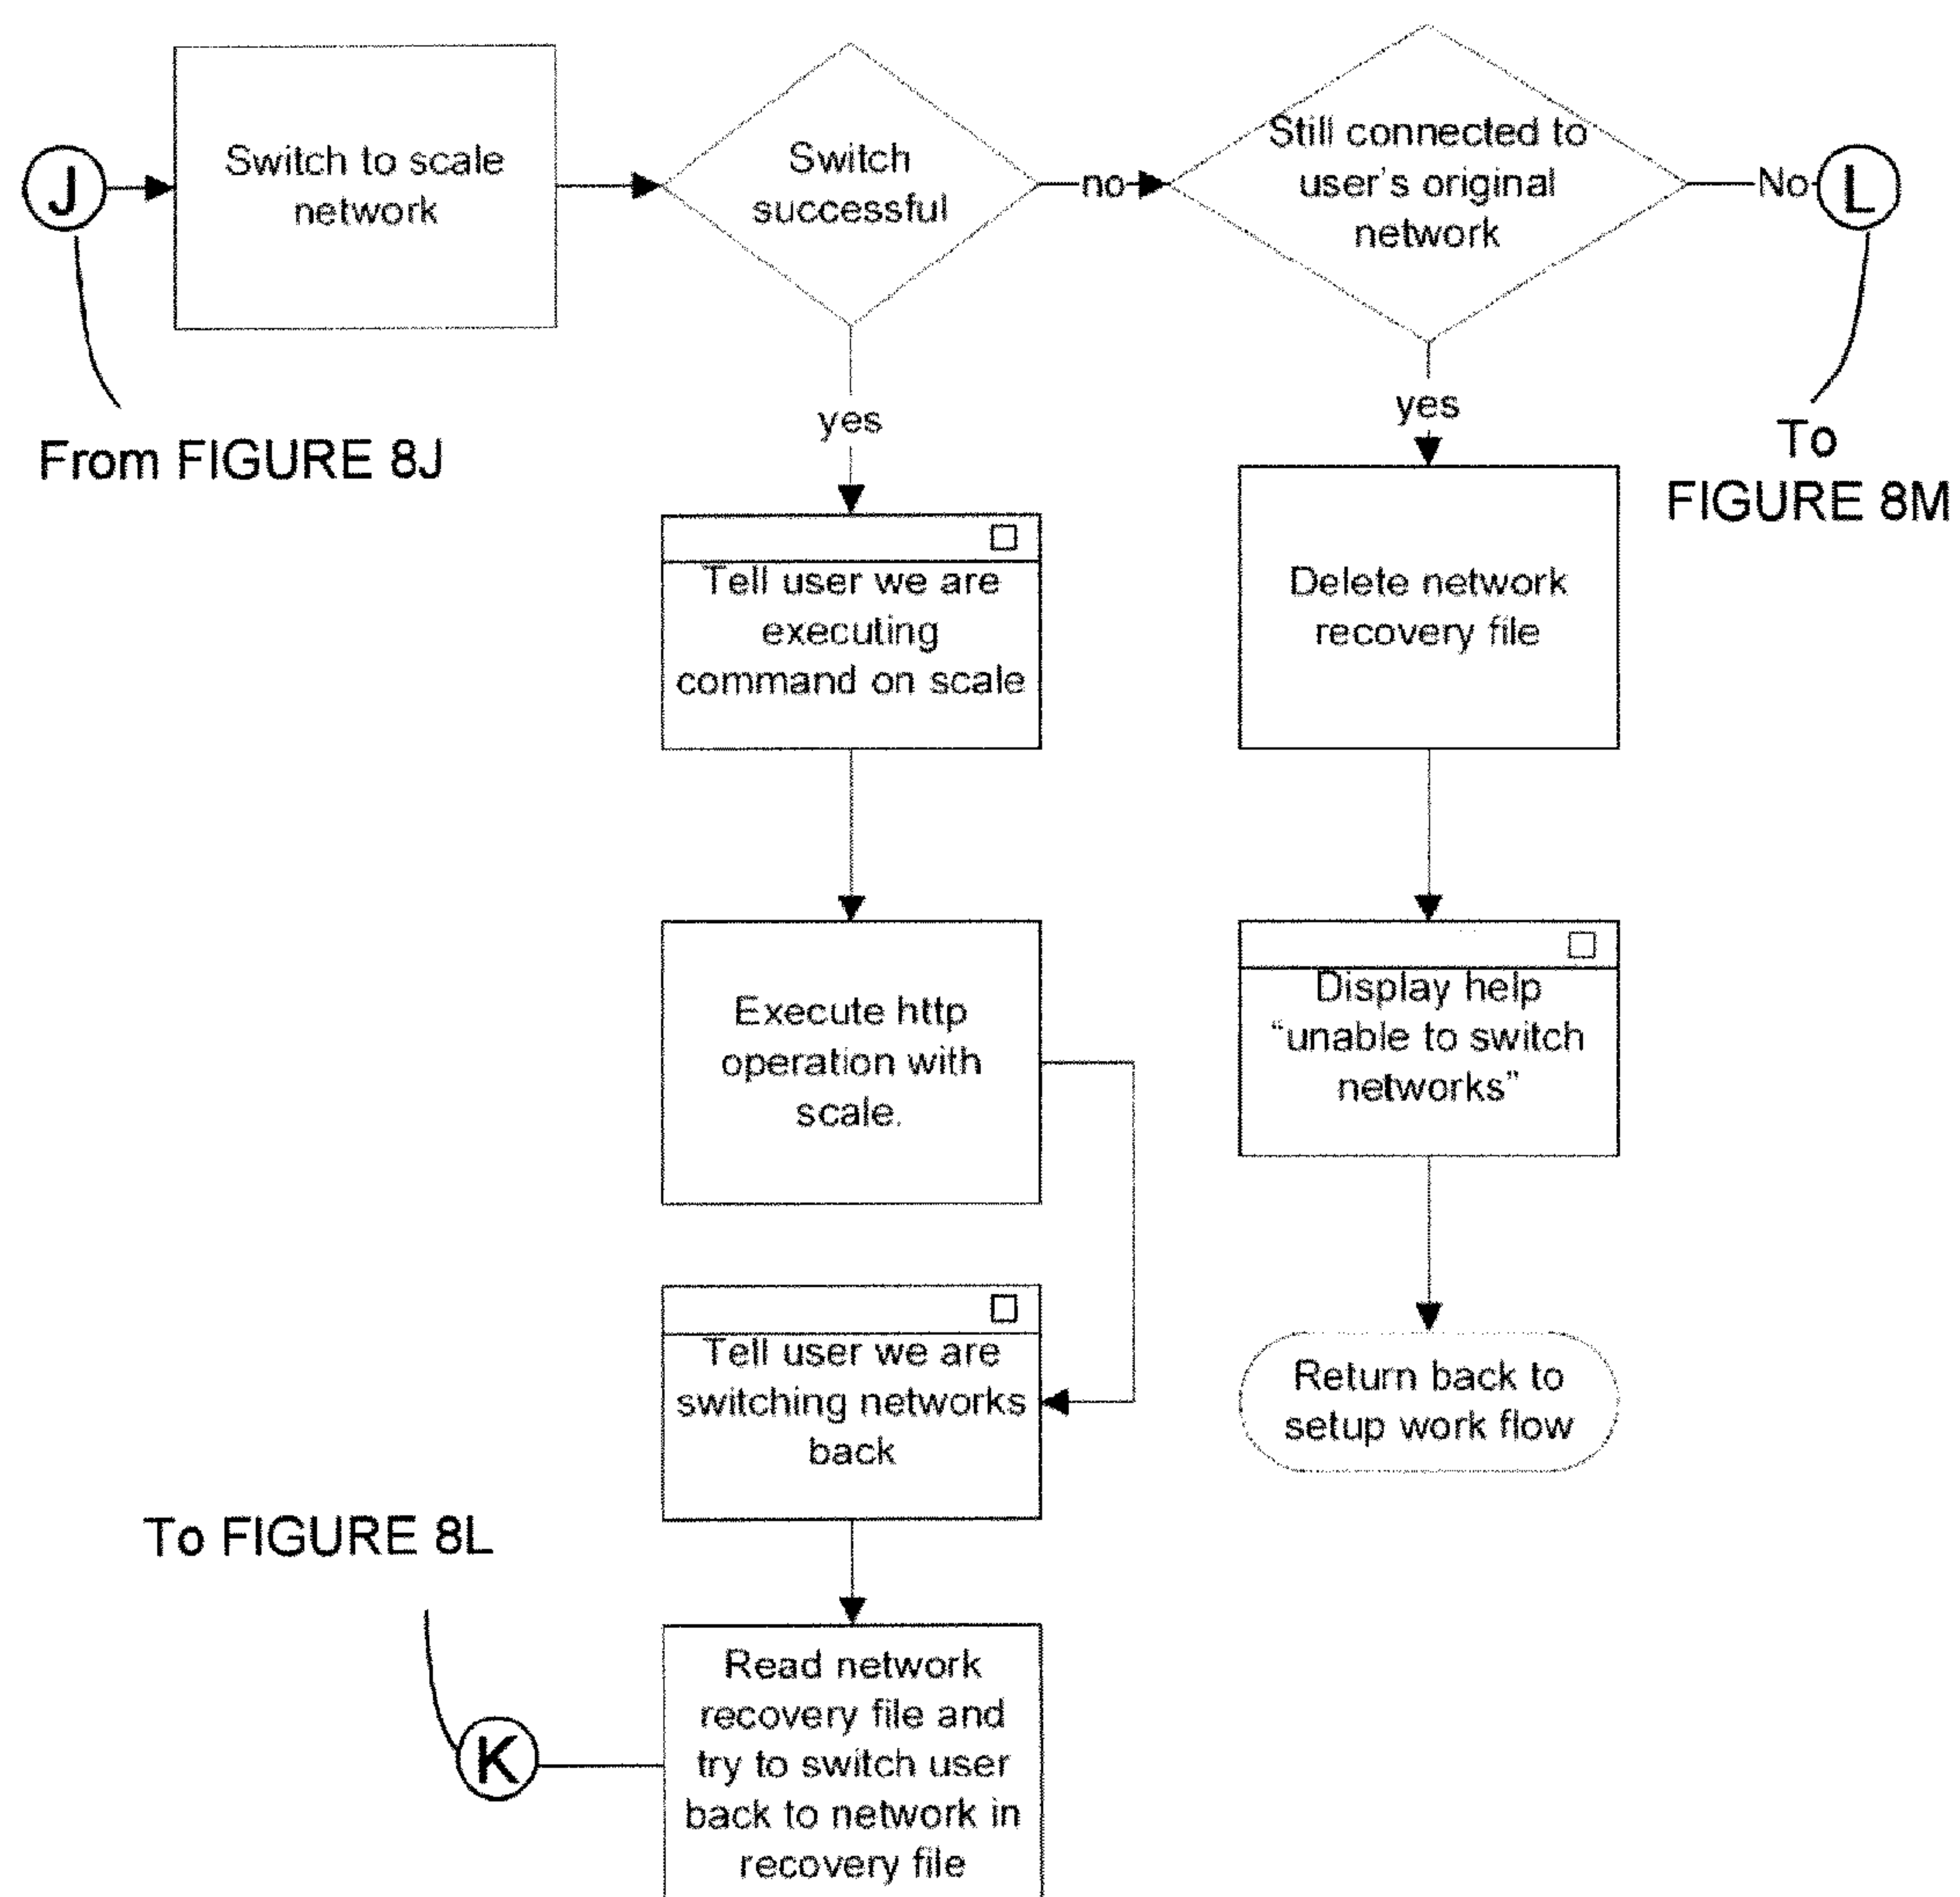 J
Switch to scale
network
Switch
successful
no
Still connected to
user's original
network
No
L
From FIGURE 8J
yes
yes
To
FIGURE 8M
Tell user we are
executing
command on scale
Delete network
recovery file
Execute http
operation with
scale.
Display help
“unable to switch
networks”
Tell user we are
switching networks
back
Return back to
setup work flow
To FIGURE 8L
K
Read network
recovery file and
try to switch user
back to network in
recovery file